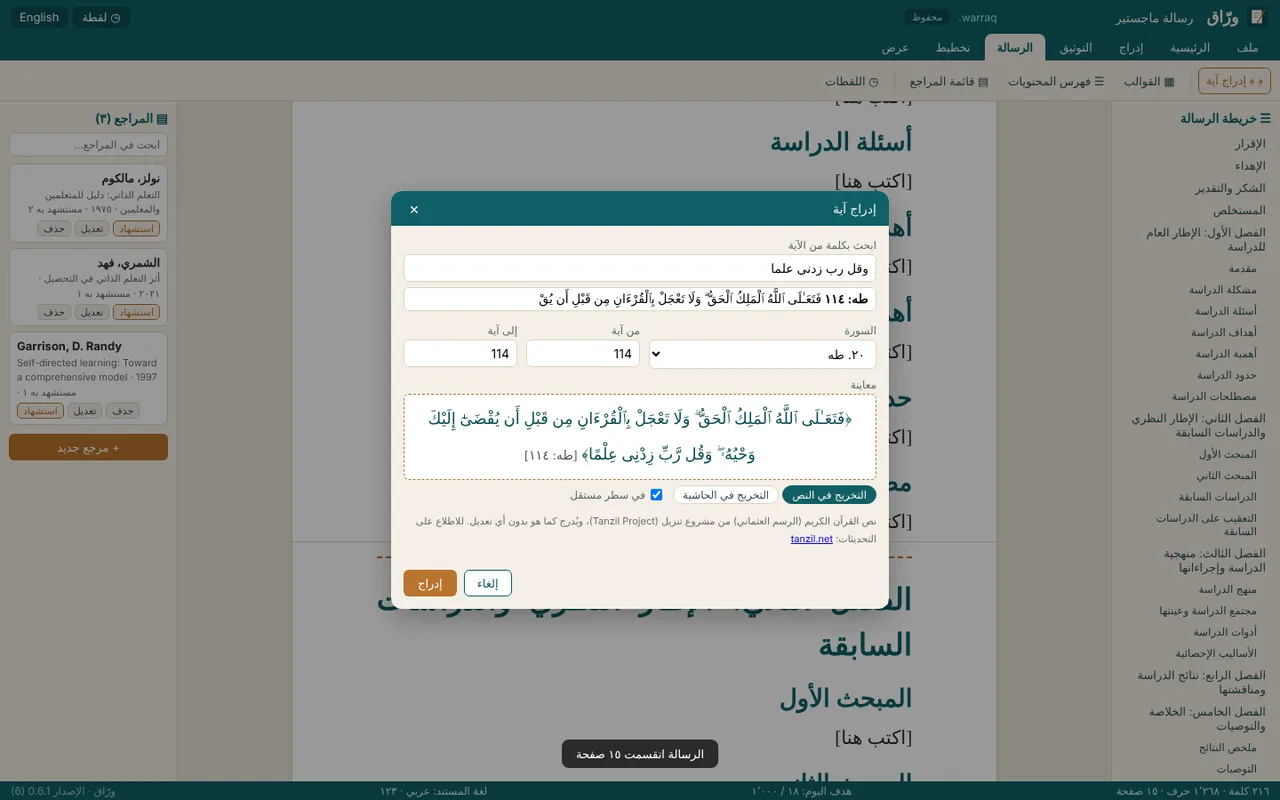 ورّاق
رسالة ماجستير
.warraq
محفوظ
لقطة
English
ملف
الرئيسية
إدراج
التوثيق
الرسالة
تخطيط
عرض
﴿﴾ إدراج آية
القوالب
فهرس المحتويات
قائمة المراجع
اللقطات
خريطة الرسالة
الإقرار
الإهداء
الشكر والتقدير
المستخلص
الفصل الأول: الإطار العام
للدراسة
مقدمة
مشكلة الدراسة
أسئلة الدراسة
أهداف الدراسة
أهمية الدراسة
حدود الدراسة
مصطلحات الدراسة
الفصل الثاني: الإطار النظري
والدراسات السابقة
المبحث الأول
المبحث الثاني
الدراسات السابقة
التعقيب على الدراسات
السابقة
الفصل الثالث: منهجية
الدراسة وإجراءاتها
منهج الدراسة
مجتمع الدراسة وعينتها
أدوات الدراسة
الأساليب الإحصائية
الفصل الرابع: نتائج الدراسة
ومناقشتها
الفصل الخامس: الخلاصة
والتوصيات
ملخص النتائج
التوصيات
أسئلة الدراسة
[اكتب هنا]
إدراج آية
×
ابحث بكلمة من الآية
وقل رب زدني علما
طه: ١١٤ فَتَعَـٰلَى ٱللَّهُ ٱلْمَلِكُ ٱلْحَقُّ ۗ وَلَا تَعْجَلْ بِٱلْقُرْءَانِ مِن قَبْلِ أَن يُقْ
السورة
من آية
إلى آية
٢٠. طه
114
114
معاينة
﴿فَتَعَـٰلَى ٱللَّهُ ٱلْمَلِكُ ٱلْحَقُّ ۗ وَلَا تَعْجَلْ بِٱلْقُرْءَانِ مِن قَبْلِ أَن يُقْضَىٰٓ إِلَيْكَ
وَحْيُهُۥ ۖ وَقُل رَّبِّ زِدْنِى عِلْمًا﴾ [طه: ١١٤]
التخريج في النص
التخريج في الحاشية
في سطر مستقل
نص القرآن الكريم (الرسم العثماني) من مشروع تنزيل (Tanzil Project)، ويُدرج كما هو بدون أي تعديل. للاطلاع على
التحديثات: tanzil.net
إلغاء
إدراج
السابقة
المبحث الأول
[اكتب هنا]
الرسالة اتقسمت ١٥ صفحة
المراجع (٣)
ابحث في المراجع...
نولز، مالكوم
التعلم الذاتي: دليل للمتعلمين
والمعلمين · ١٩٧٥ · مستشهد به ٢
استشهاد
تعديل
حذف
الشمري، فهد
أثر التعلم الذاتي في التحصيل ·
٢٠٢١ · مستشهد به ١
استشهاد
تعديل
حذف
Garrison, D. Randy
Self-directed learning: Toward
a comprehensive model · 1997
· مستشهد به ١
استشهاد
تعديل
حذف
+ مرجع جديد
٢١٦ كلمة · ١٬٢٦٨ حرف · ١٥ صفحة
هدف اليوم: ١٨ / ١٬٠٠٠
لغة المستند: عربي · ١٢٣
ورّاق · الإصدار 0.6.1 (6)